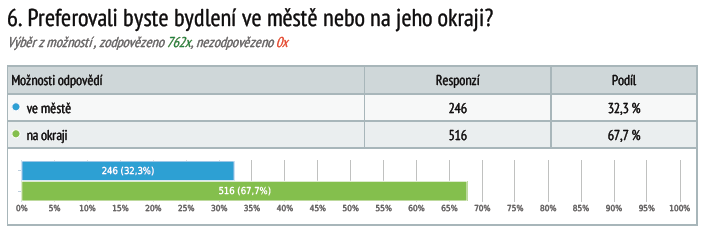 6. Preferovali byste bydlení ve městě nebo na jeho okraji?
Výběr z možností, zodpovězeno 762x, nezodpovězeno 0x
Možnosti odpovědí Responzí Podíl
ve městě 246 32,3 %
na okraji 516 67,7 %
246 (32,3%)
516 (67,7%)
0% 5% 10% 15% 20% 25% 30% 35% 40% 45% 50% 55% 60% 65% 70% 75% 80% 85% 90% 95% 100%